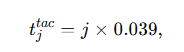 t_j^{tac} = j × 0.039,